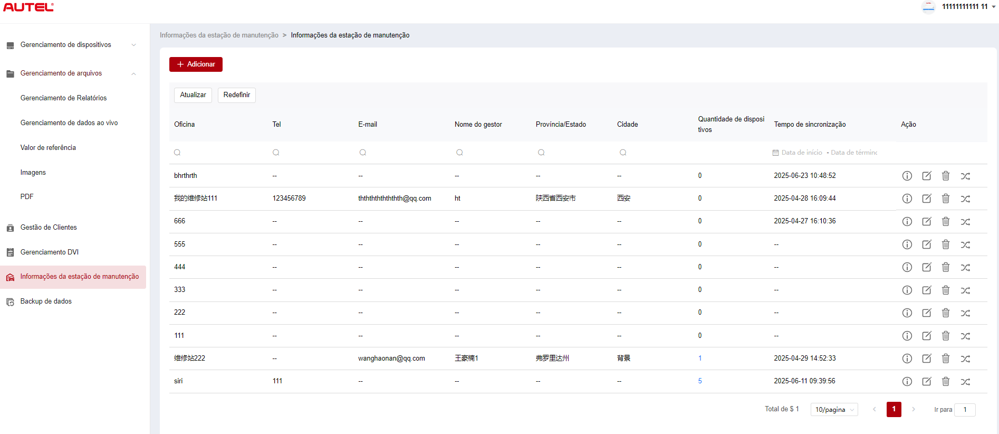 AUTEL®
11111111111 11
Gerenciamento de dispositivos
Gerenciamento de arquivos
Gerenciamento de Relatórios
Gerenciamento de dados ao vivo
Valor de referência
Imagens
PDF
Gestão de Clientes
Gerenciamento DVI
Informações da estação de manutenção
Backup de dados
Informações da estação de manutenção > Informações da estação de manutenção
+ Adicionar
Atualizar Redefinir
Oficina Tel E-mail Nome do gestor Província/Estado Cidade Quantidade de disposi
tivos Tempo de sincronização Ação
Data de início - Data de términc
bhrthrth -- -- -- -- -- 0 2025-06-23 10:48:52
我的维修站111 123456789 thththththththth@qq.com ht 陕西省西安市 西安 0 2025-04-28 16:09:44
666 -- -- -- -- -- 0 2025-04-27 16:10:36
555 -- -- -- -- -- 0 --
444 -- -- -- -- -- 0 --
333 -- -- -- -- -- 0 --
222 -- -- -- -- -- 0 --
111 -- -- -- -- -- 0 --
维修站222 -- wanghaonan@qq.com 王豪楠1 弗罗里达州 背景 1 2025-04-29 14:52:33
siri 111 -- -- -- -- 5 2025-06-11 09:39:56
Total de $ 1 10/pagina < 1 > Ir para 1